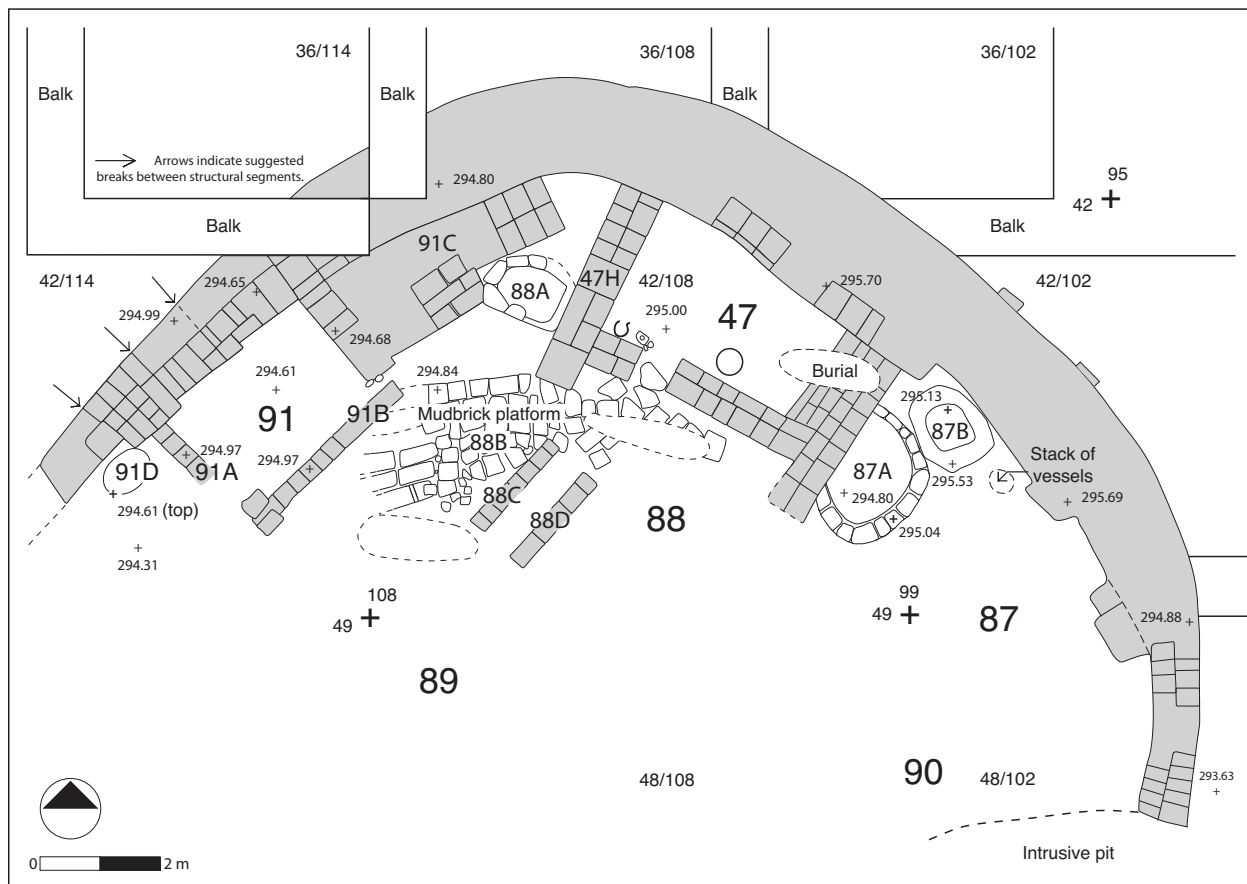 36/114
36/108
36/102
Balk
Balk
Balk
Arrows indicate suggested
breaks between structural segments.
294.80
95
42
Balk
Balk
91C
42/114
294.65
88A
47H
42/108
295.70
42/102
294.99
295.00
47
294.68
294.61
294.84
Burial
295.13
91
91B
Mudbrick platform
87B
88B
294.97
91D
91A
294.97
87A
Stack of
vessels
295.53
88C
294.80
294.61 (top)
88D
88
295.69
295.04
294.31
108
49
99
49
87
294.88
89
90
48/108
48/102
293.63
0
2 m
Intrusive pit